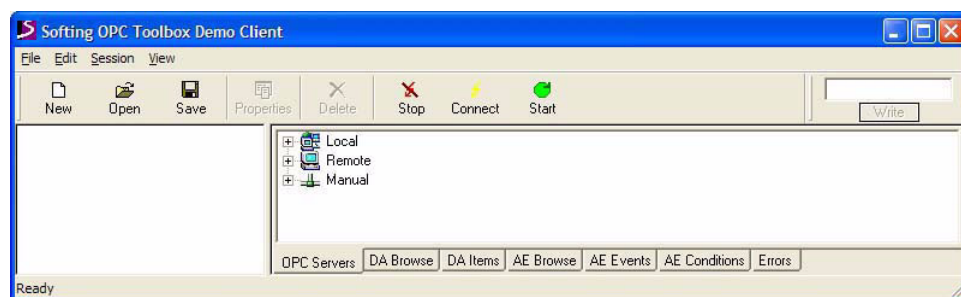 Softing OPC Toolbox Demo Client
File Edit Session View
New Open Save Properties Delete Stop Connect Start Write
Local
Remote
Manual
OPC Servers DA Browse DA Items AE Browse AE Events AE Conditions Errors
Ready